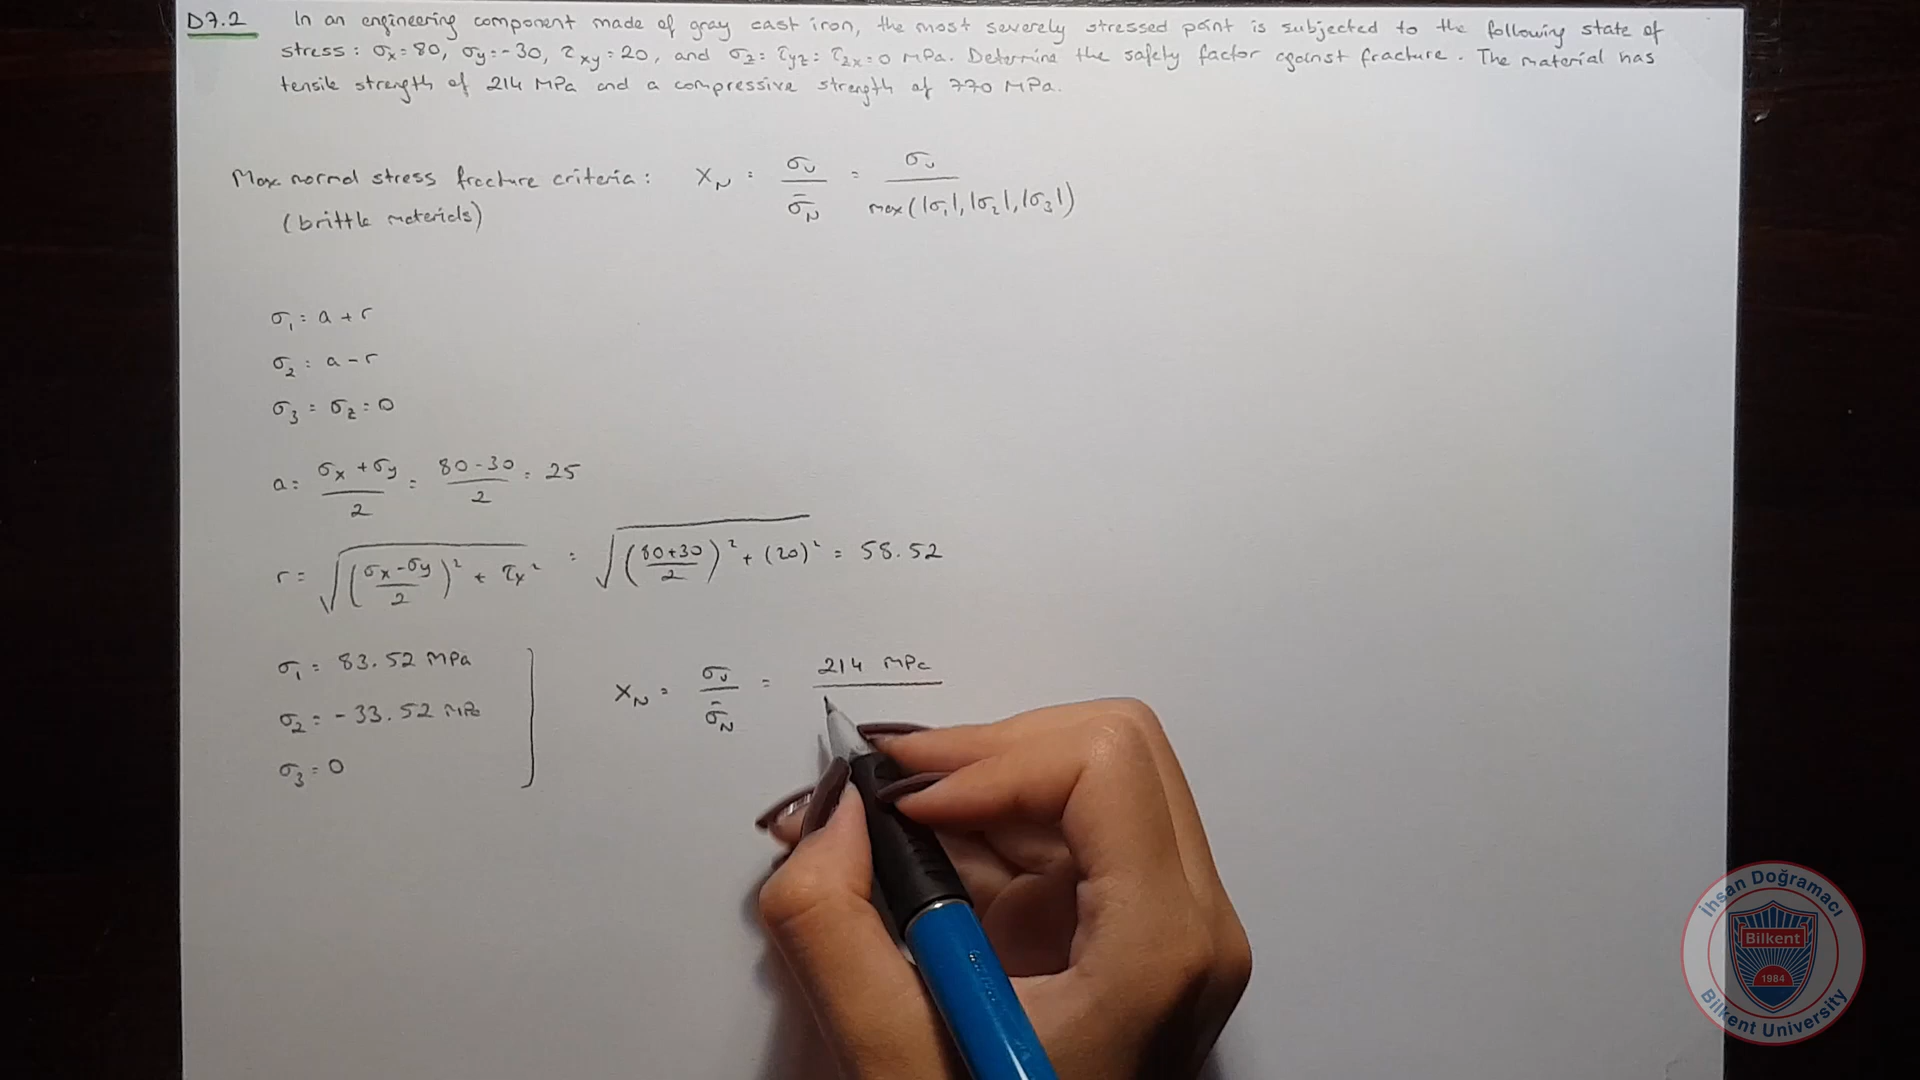 D7.2 In an engineering component made of gray cast iron, the most severely stressed point is subjected to the following state of
stress: σx=80, σy=-30, τxy=20, and σz=τyz=τzx=0 MPa. Determine the safety factor against fracture. The material has
tensile strength of 214 MPa and a compressive strength of 770 MPa.
Max normal stress fracture criteria: X_N = σu / σ̄_N = σu / max(|σ1|, |σ2|, |σ3|)
(brittle materials)
σ1 = a + r
σ2 = a - r
σ3 = σz = 0
a = (σx + σy) / 2 = (80 - 30) / 2 = 25
r = √(((σx - σy) / 2)² + τx²) = √(((80+30) / 2)² + (20)²) = 58.52
σ1 = 83.52 MPa
σ2 = -33.52 MPa
σ3 = 0
X_N = σu / σ̄_N = 214 MPa
İhsan Doğramacı
Bilkent
1984
Bilkent University